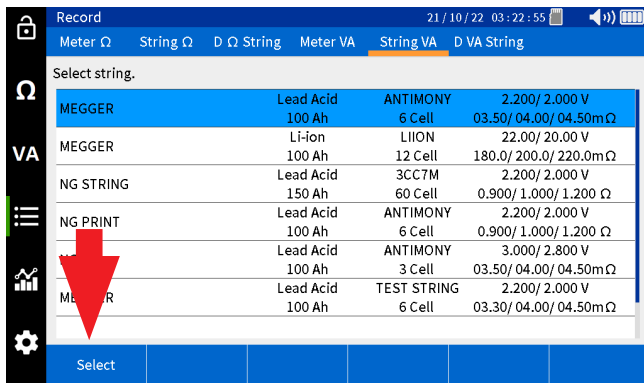 Record 21/10/22 03:22:55
Meter Ω String Ω D Ω String Meter VA String VA D VA String
Select string.
Ω
VA
MEGGER Lead Acid ANTIMONY 2.200/ 2.000 V
100 Ah 6 Cell 03.50/ 04.00/ 04.50mΩ
MEGGER Li-ion LIION 22.00/ 20.00 V
100 Ah 12 Cell 180.0/ 200.0/ 220.0mΩ
NG STRING Lead Acid 3CC7M 2.200/ 2.000 V
150 Ah 60 Cell 0.900/ 1.000/ 1.200 Ω
NG PRINT Lead Acid ANTIMONY 2.200/ 2.000 V
100 Ah 6 Cell 0.900/ 1.000/ 1.200 Ω
Lead Acid ANTIMONY 3.000/ 2.800 V
100 Ah 3 Cell 03.50/ 04.00/ 04.50mΩ
Lead Acid TEST STRING 2.200/ 2.000 V
100 Ah 6 Cell 03.30/ 04.00/ 04.50mΩ
Select